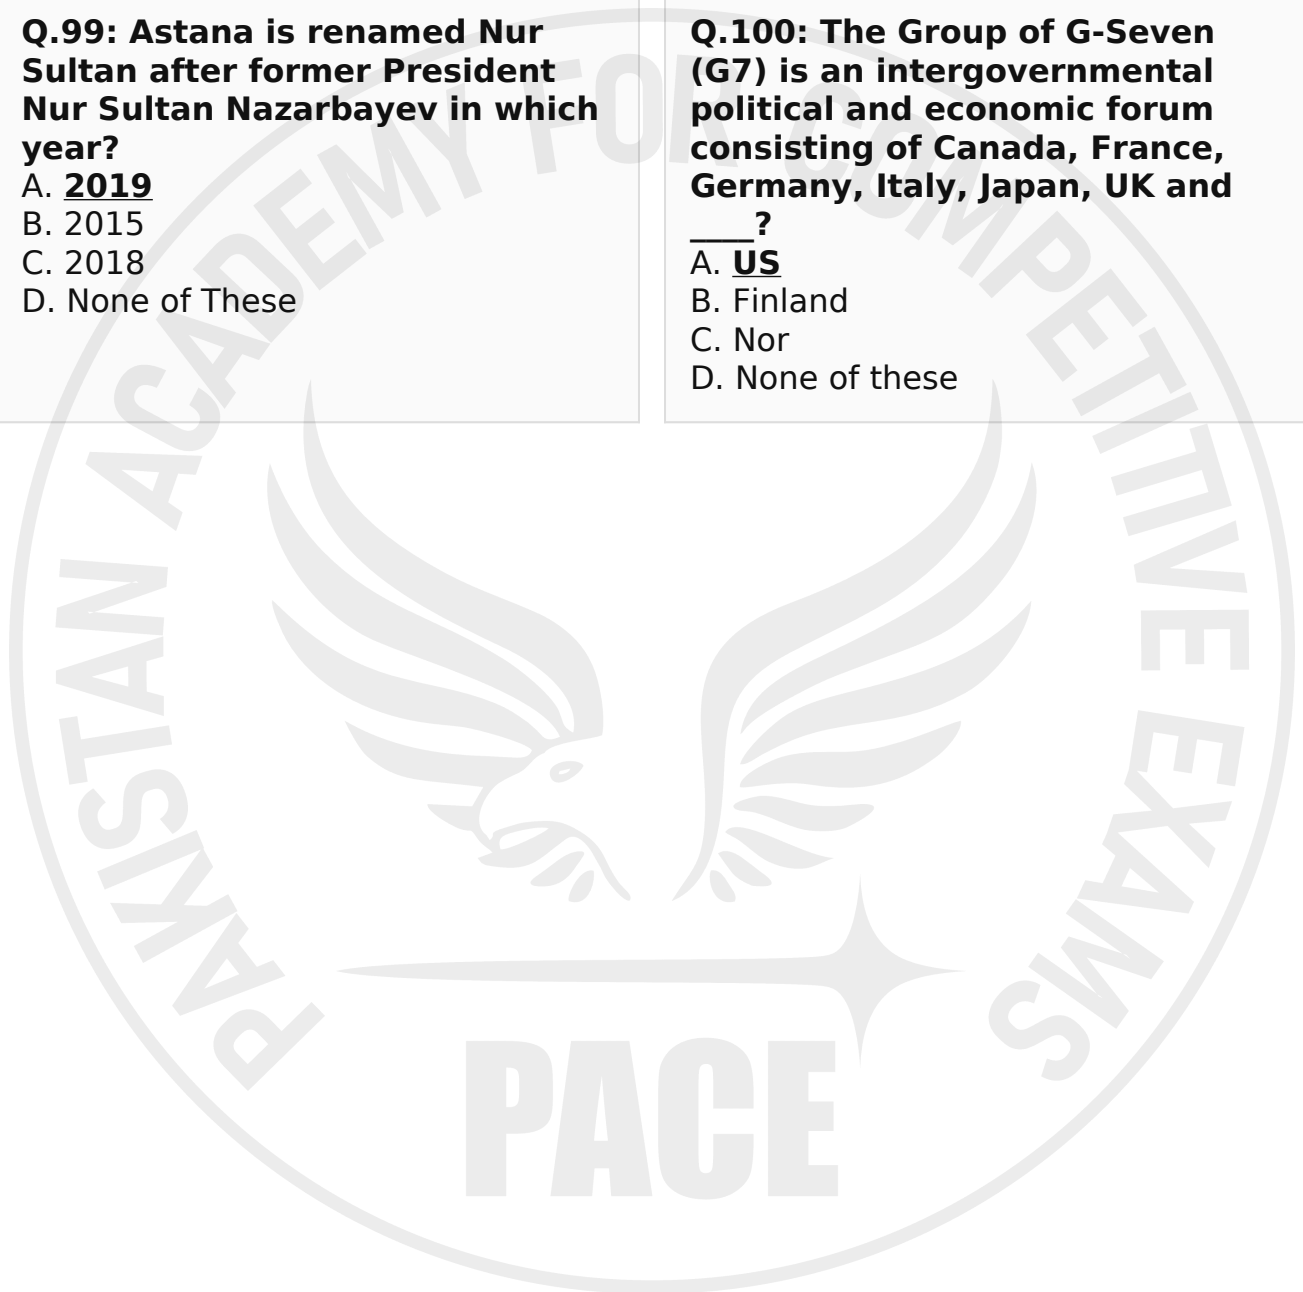 Q.99: Astana is renamed Nur
Sultan after former President
Nur Sultan Nazarbayev in which
year?
A. 2019
B. 2015
C. 2018
D. None of These
Q.100: The Group of G-Seven
(G7) is an intergovernmental
political and economic forum
consisting of Canada, France,
Germany, Italy, Japan, UK and
____?
A. US
B. Finland
C. Nor
D. None of these
PAKISTAN ACADEMY FOR COMPETITIVE EXAMS
PACE